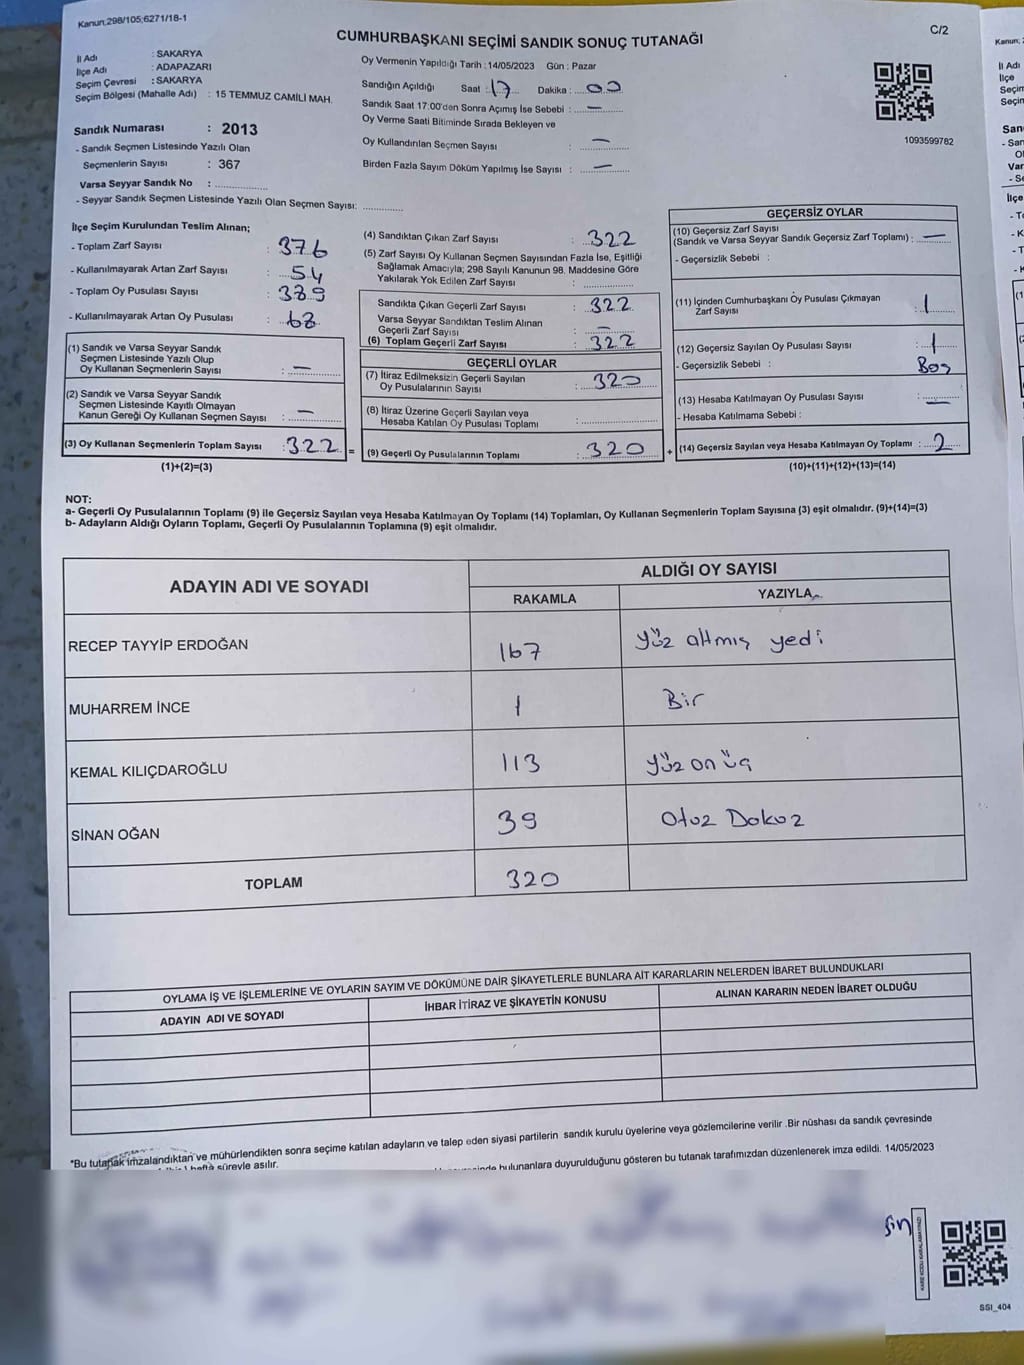 Kanun;298/105;6271/18-1
C/2
CUMHURBAŞKANI SEÇİMİ SANDIK SONUÇ TUTANAĞI
İl Adı : SAKARYA
İlçe Adı : ADAPAZARI
Seçim Çevresi : SAKARYA
Seçim Bölgesi (Mahalle Adı) : 15 TEMMUZ CAMİLİ MAH.
Oy Vermenin Yapıldığı Tarih :14/05/2023 Gün : Pazar
Sandığın Açıldığı Saat : 17 Dakika : 00
Sandık Saat 17:00'den Sonra Açımış İse Sebebi : —
Oy Verme Saati Bitiminde Sırada Bekleyen ve
Oy Kullandırılan Seçmen Sayısı : —
Birden Fazla Sayım Döküm Yapılmış İse Sayısı : —
1093599782
Sandık Numarası : 2013
- Sandık Seçmen Listesinde Yazılı Olan
Seçmenlerin Sayısı : 367
Varsa Seyyar Sandık No :
- Seyyar Sandık Seçmen Listesinde Yazılı Olan Seçmen Sayısı:
İlçe Seçim Kurulundan Teslim Alınan;
- Toplam Zarf Sayısı : 376
- Kullanılmayarak Artan Zarf Sayısı : 54
- Toplam Oy Pusulası Sayısı : 389
- Kullanılmayarak Artan Oy Pusulası :
(1) Sandık ve Varsa Seyyar Sandık
Seçmen Listesinde Yazılı Olup
Oy Kullanan Seçmenlerin Sayısı : —
(2) Sandık ve Varsa Seyyar Sandık
Seçmen Listesinde Kayıtlı Olmayan
Kanun Gereği Oy Kullanan Seçmen Sayısı : —
(3) Oy Kullanan Seçmenlerin Toplam Sayısı : 322
(1)+(2)=(3)
(4) Sandıktan Çıkan Zarf Sayısı : 322
(5) Zarf Sayısı Oy Kullanan Seçmen Sayısından Fazla İse, Eşitliği
Sağlamak Amacıyla; 298 Sayılı Kanunun 98. Maddesine Göre
Yakılarak Yok Edilen Zarf Sayısı :
Sandıkta Çıkan Geçerli Zarf Sayısı : 322
Varsa Seyyar Sandıktan Teslim Alınan
Geçerli Zarf Sayısı : —
(6) Toplam Geçerli Zarf Sayısı : 322
GEÇERLİ OYLAR
(7) İtiraz Edilmeksizin Geçerli Sayılan
Oy Pusulalarının Sayısı : 320
(8) İtiraz Üzerine Geçerli Sayılan veya
Hesaba Katılan Oy Pusulası Toplamı :
= (9) Geçerli Oy Pusulalarının Toplamı : 320
GEÇERSİZ OYLAR
(10) Geçersiz Zarf Sayısı
(Sandık ve Varsa Seyyar Sandık Geçersiz Zarf Toplamı) : —
- Geçersizlik Sebebi :
(11) İçinden Cumhurbaşkanı Oy Pusulası Çıkmayan
Zarf Sayısı : 1
(12) Geçersiz Sayılan Oy Pusulası Sayısı : 1
- Geçersizlik Sebebi : Boş
(13) Hesaba Katılmayan Oy Pusulası Sayısı : —
- Hesaba Katılmama Sebebi :
+ (14) Geçersiz Sayılan veya Hesaba Katılmayan Oy Toplamı : 2
(10)+(11)+(12)+(13)=(14)
NOT:
a- Geçerli Oy Pusulalarının Toplamı (9) ile Geçersiz Sayılan veya Hesaba Katılmayan Oy Toplamı (14) Toplamları, Oy Kullanan Seçmenlerin Toplam Sayısına (3) eşit olmalıdır. (9)+(14)=(3)
b- Adayların Aldığı Oyların Toplamı, Geçerli Oy Pusulalarının Toplamına (9) eşit olmalıdır.
ADAYIN ADI VE SOYADI
ALDIĞI OY SAYISI
RAKAMLA YAZIYLA
RECEP TAYYİP ERDOĞAN 167 yüz altmış yedi
MUHARREM İNCE 1 Bir
KEMAL KILIÇDAROĞLU 113 yüz on üç
SİNAN OĞAN 39 Otuz Dokuz
TOPLAM 320
OYLAMA İŞ VE İŞLEMLERİNE VE OYLARIN SAYIM VE DÖKÜMÜNE DAİR ŞİKAYETLERLE BUNLARA AİT KARARLARIN NELERDEN İBARET BULUNDUKLARI
ADAYIN ADI VE SOYADI İHBAR İTİRAZ VE ŞİKAYETİN KONUSU ALINAN KARARIN NEDEN İBARET OLDUĞU
*Bu tutanak imzalandıktan ve mühürlendikten sonra seçime katılan adayların ve talep eden siyasi partilerin sandık kurulu üyelerine veya gözlemcilerine verilir .Bir nüshası da sandık çevresinde
hafta süreyle asılır. bulunanlara duyurulduğunu gösteren bu tutanak tarafımızdan düzenlenerek imza edildi. 14/05/2023
KARE KODU KARALAMAYINIZ!
SSI_404